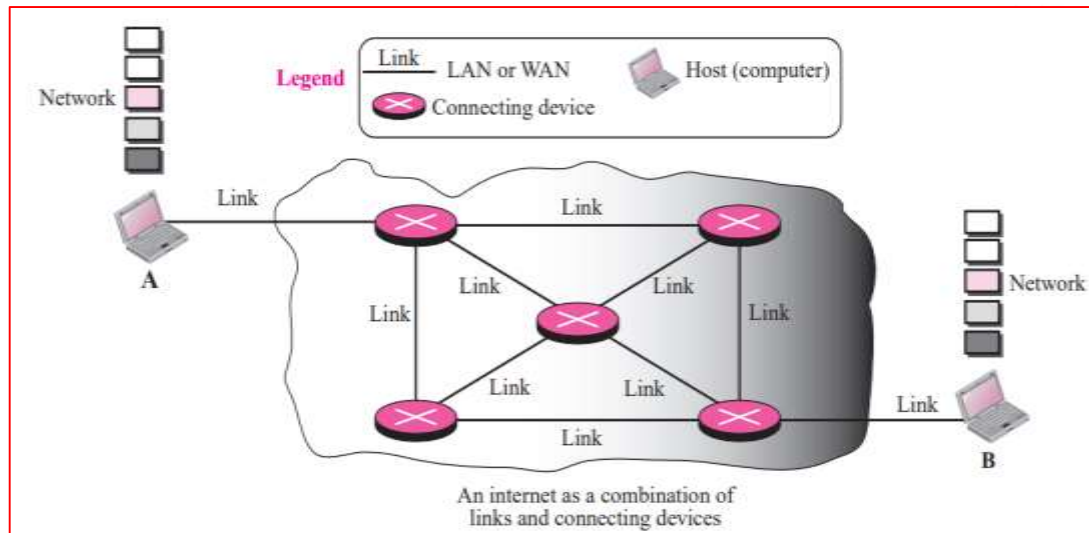 Link
Legend
LAN or WAN
Host (computer)
Connecting device
Network
Link
A
Link
Link
Link
Link
Link
Network
Link
Link
Link
Link
Link
B
An internet as a combination of
links and connecting devices